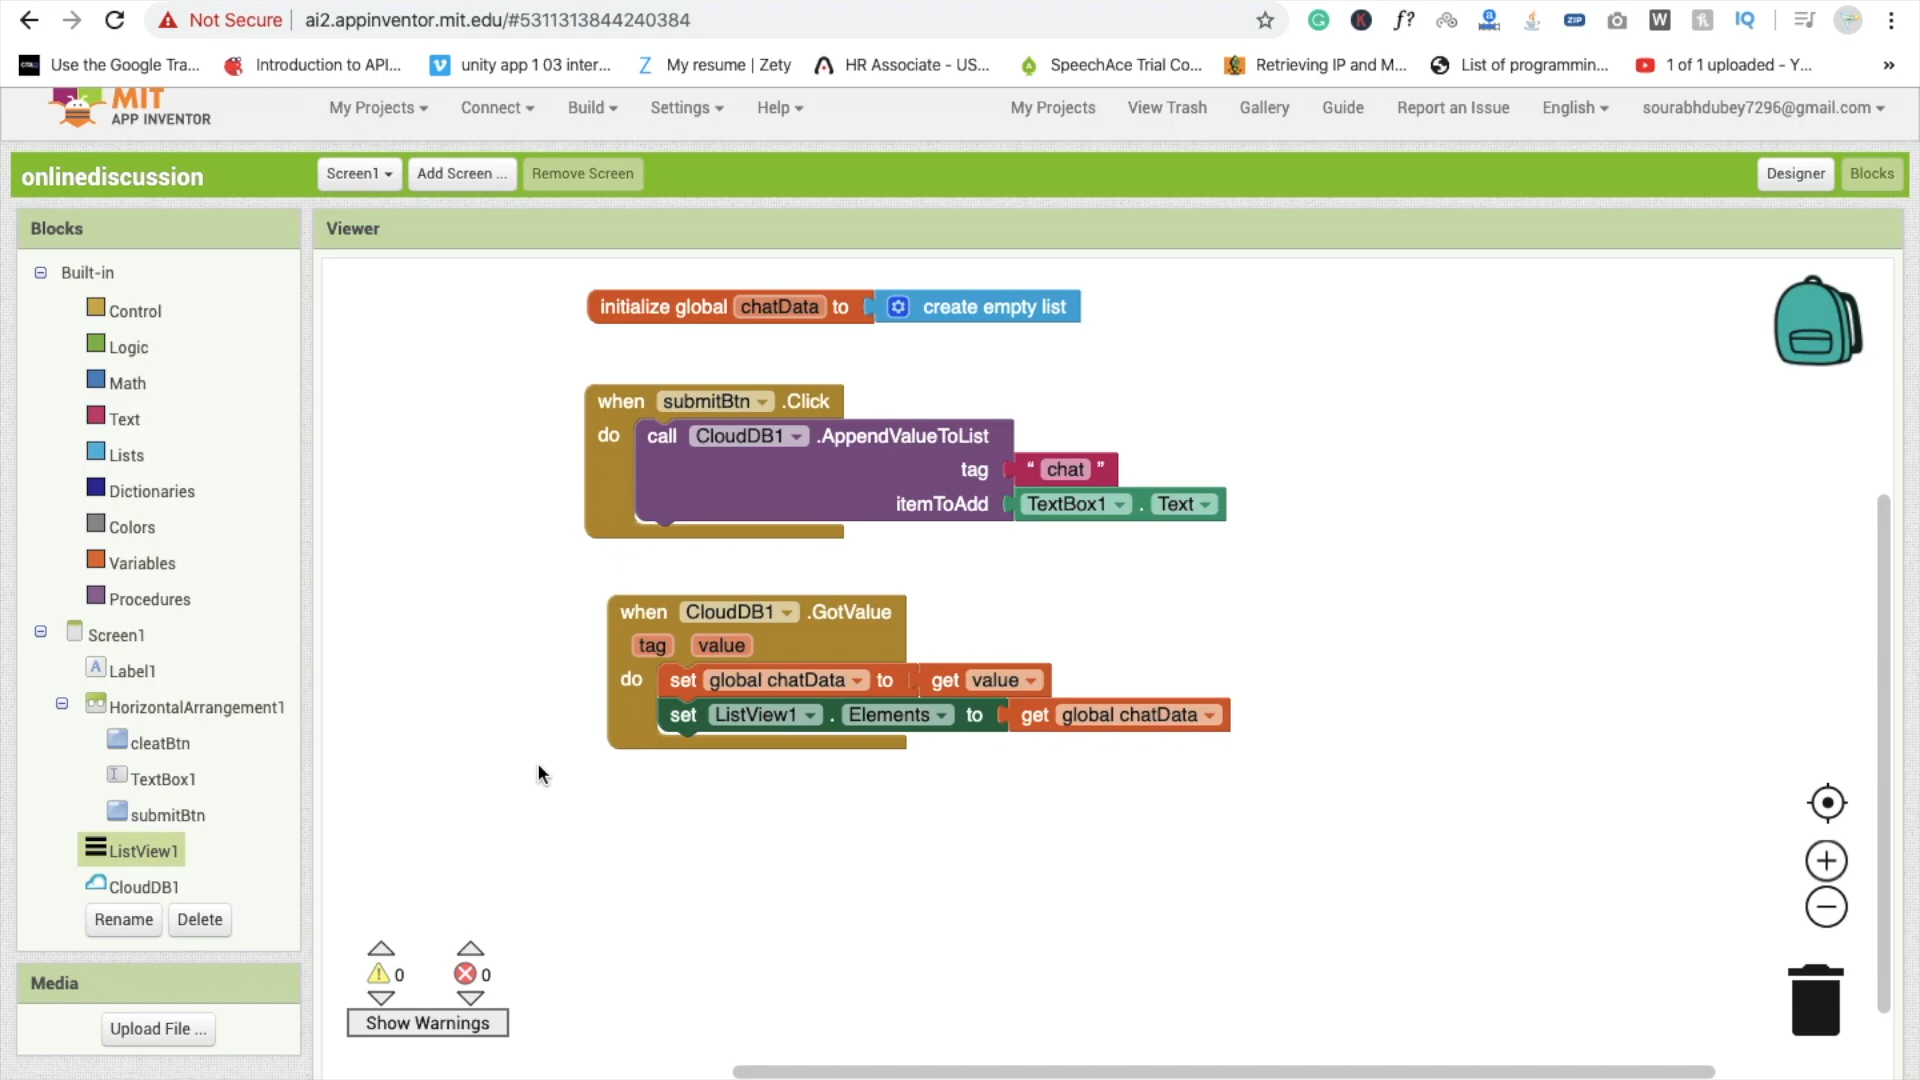 Not Secure ai2.appinventor.mit.edu/#5311313844240384
f? ZIP W IQ
Use the Google Tra... Introduction to API... unity app 1 03 inter... My resume | Zety HR Associate - US... SpeechAce Trial Co... Retrieving IP and M... List of programmin... 1 of 1 uploaded - Y... »
MIT
APP INVENTOR
My Projects Connect Build Settings Help My Projects View Trash Gallery Guide Report an Issue English sourabhdubey7296@gmail.com
onlinediscussion Screen1 Add Screen ... Remove Screen Designer Blocks
Blocks
Built-in
Control
Logic
Math
Text
Lists
Dictionaries
Colors
Variables
Procedures
Screen1
Label1
HorizontalArrangement1
cleatBtn
TextBox1
submitBtn
ListView1
CloudDB1
Rename Delete
Media
Upload File ...
Viewer
initialize global chatData to create empty list
when submitBtn .Click
do call CloudDB1 .AppendValueToList
tag “ chat ”
itemToAdd TextBox1 . Text
when CloudDB1 .GotValue
tag value
do set global chatData to get value
set ListView1 . Elements to get global chatData
0 0
Show Warnings